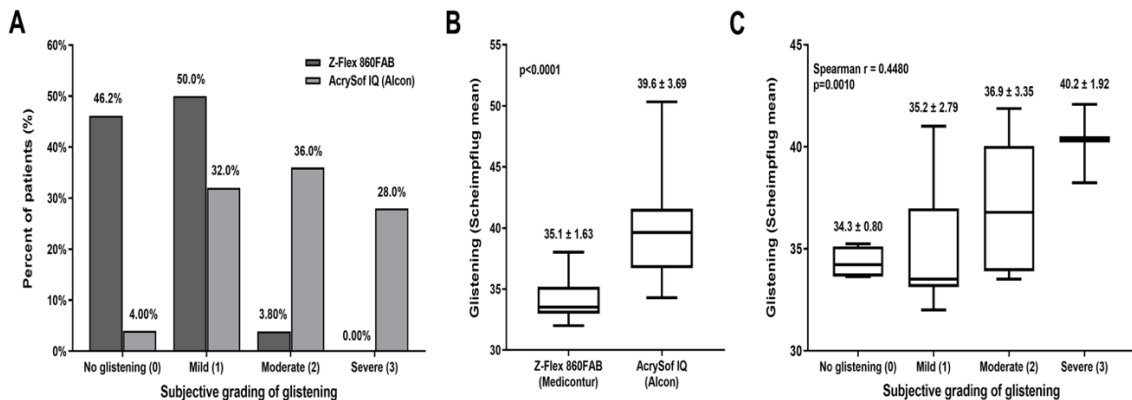 A
60%
50%
40%
30%
20%
10%
0%
Percent of patients (%)
Z-Flex 860FAB
AcrySof IQ (Alcon)
46.2%
4.00%
50.0%
32.0%
3.80%
36.0%
0.00%
28.0%
No glistening (0)
Mild (1)
Moderate (2)
Severe (3)
Subjective grading of glistening
B
55
50
45
40
35
30
Glistening (Scheimpflug mean)
p<0.0001
35.1 ± 1.63
39.6 ± 3.69
Z-Flex 860FAB
(Medicontur)
AcrySof IQ
(Alcon)
C
45
40
35
30
Glistening (Scheimpflug mean)
Spearman r = 0.4480
p=0.0010
34.3 ± 0.80
35.2 ± 2.79
36.9 ± 3.35
40.2 ± 1.92
No glistening (0)
Mild (1)
Moderate (2)
Severe (3)
Subjective grading of glistening